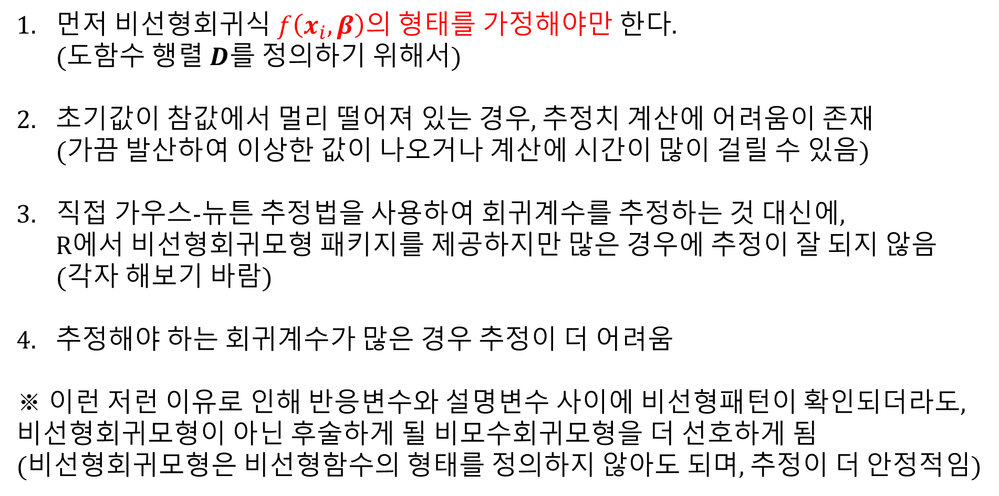 1. 먼저 비선형회귀식 f(xᵢ, β)의 형태를 가정해야만 한다.
(도함수 행렬 D를 정의하기 위해서)
2. 초기값이 참값에서 멀리 떨어져 있는 경우, 추정치 계산에 어려움이 존재
(가끔 발산하여 이상한 값이 나오거나 계산에 시간이 많이 걸릴 수 있음)
3. 직접 가우스-뉴튼 추정법을 사용하여 회귀계수를 추정하는 것 대신에,
R에서 비선형회귀모형 패키지를 제공하지만 많은 경우에 추정이 잘 되지 않음
(각자 해보기 바람)
4. 추정해야 하는 회귀계수가 많은 경우 추정이 더 어려움
※ 이런 저런 이유로 인해 반응변수와 설명변수 사이에 비선형패턴이 확인되더라도,
비선형회귀모형이 아닌 후술하게 될 비모수회귀모형을 더 선호하게 됨
(비선형회귀모형은 비선형함수의 형태를 정의하지 않아도 되며, 추정이 더 안정적임)